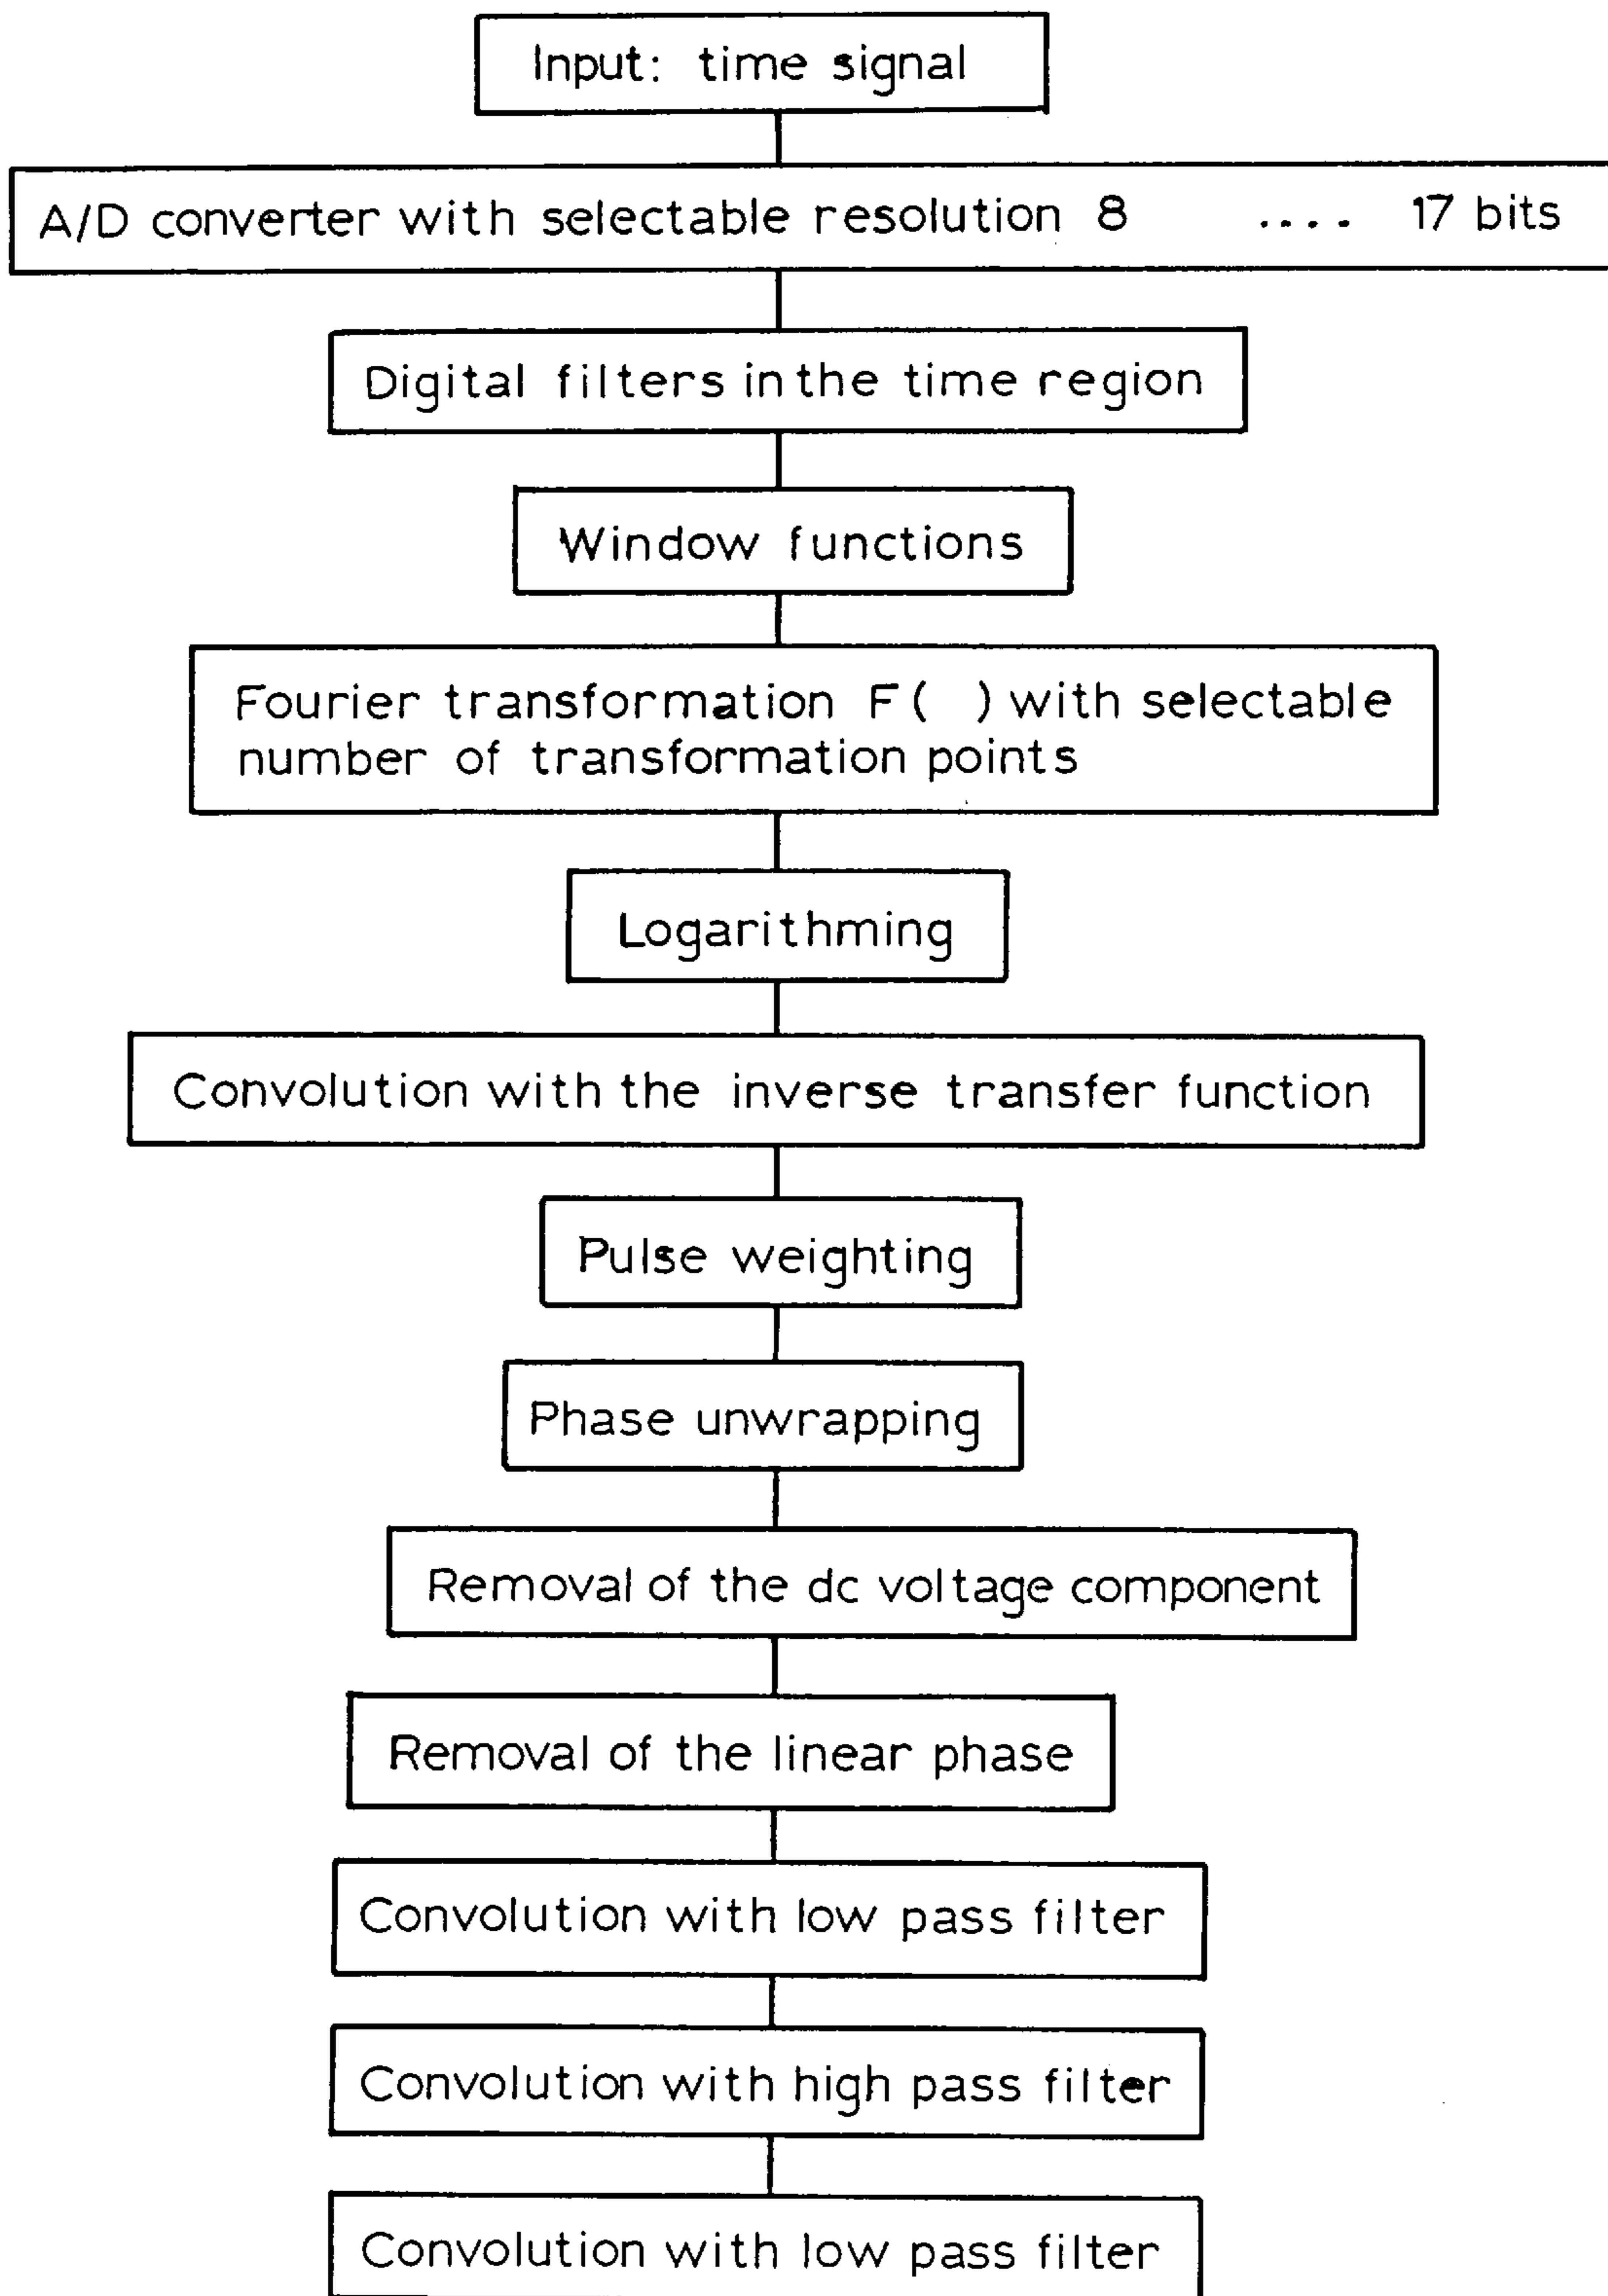 Input: time signal
A/D converter with selectable resolution 8 .... 17 bits
Digital filters in the time region
Window functions
Fourier transformation F( ) with selectable
number of transformation points
Logarithming
Convolution with the inverse transfer function
Pulse weighting
Phase unwrapping
Removal of the dc voltage component
Removal of the linear phase
Convolution with low pass filter
Convolution with high pass filter
Convolution with low pass filter